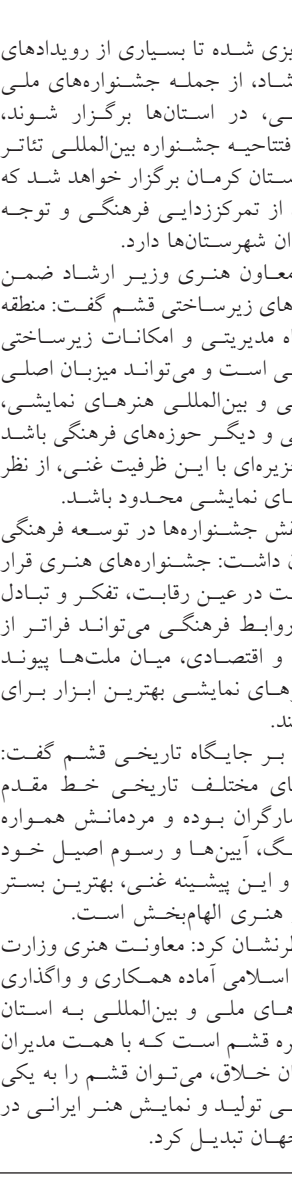 یزی شده تا بسیاری از رویدادهای
شاد، از جمله جشنواره‌های ملی
ی، در استان‌ها برگزار شوند،
فتتاحیه جشنواره بین‌المللی تئاتر
ستان کرمان برگزار خواهد شد که
از تمرکززدایی فرهنگی و توجه
ان شهرستان‌ها دارد.
معاون هنری وزیر ارشاد ضمن
های زیرساختی قشم گفت: منطقه
اه مدیریتی و امکانات زیرساختی
ی است و می‌تواند میزبان اصلی
ی و بین‌المللی هنرهای نمایشی،
ی و دیگر حوزه‌های فرهنگی باشد
جزیره‌ای با این ظرفیت غنی، از نظر
ای نمایشی محدود باشد.
قش جشنواره‌ها در توسعه فرهنگی
ن داشت: جشنواره‌های هنری قرار
ت در عین رقابت، تفکر و تبادل
روابط فرهنگی می‌تواند فراتر از
و اقتصادی، میان ملت‌ها پیوند
رهای نمایشی بهترین ابزار برای
ند.
بر جایگاه تاریخی قشم گفت:
ای مختلف تاریخی خط مقدم
مارگران بوده و مردمانش همواره
گ، آیین‌ها و رسوم اصیل خود
و این پیشینه غنی، بهترین بستر
هنری الهام‌بخش است.
طرنشان کرد: معاونت هنری وزارت
اسلامی آماده همکاری و واگذاری
های ملی و بین‌المللی به استان
ره قشم است که با همت مدیران
ان خلاق، می‌توان قشم را به یکی
ی تولید و نمایش هنر ایرانی در
جهان تبدیل کرد.